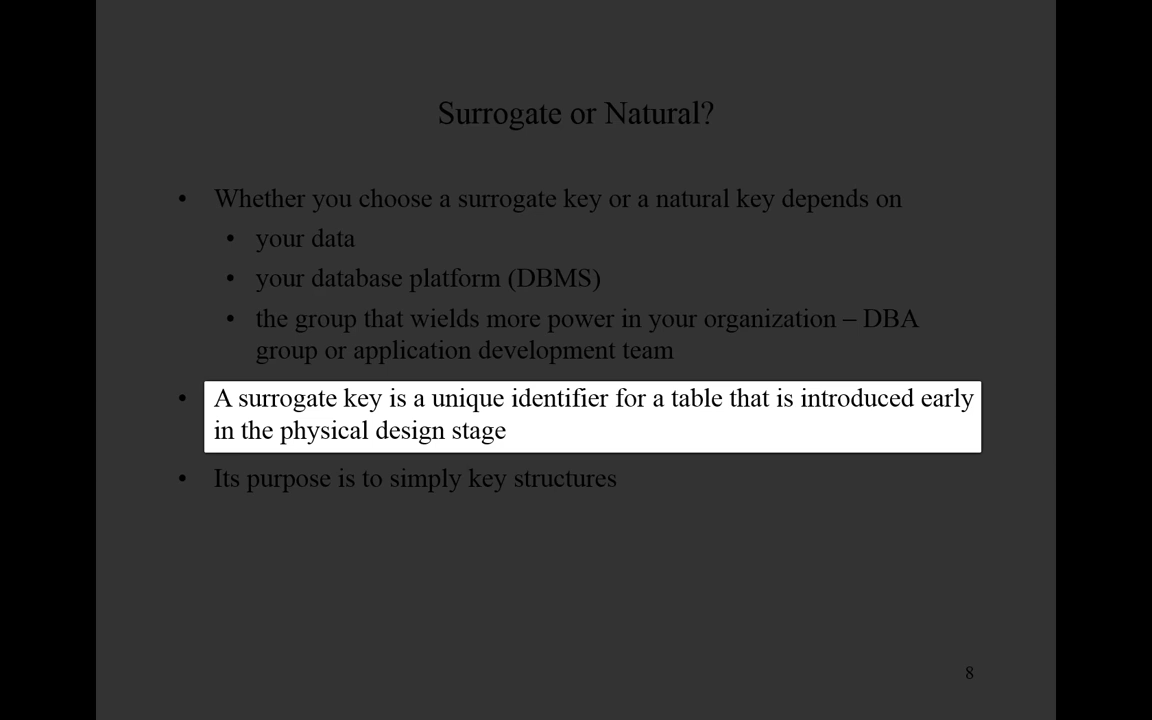 Surrogate or Natural?
• Whether you choose a surrogate key or a natural key depends on
• your data
• your database platform (DBMS)
• the group that wields more power in your organization – DBA
group or application development team
• A surrogate key is a unique identifier for a table that is introduced early
in the physical design stage
• Its purpose is to simply key structures
8